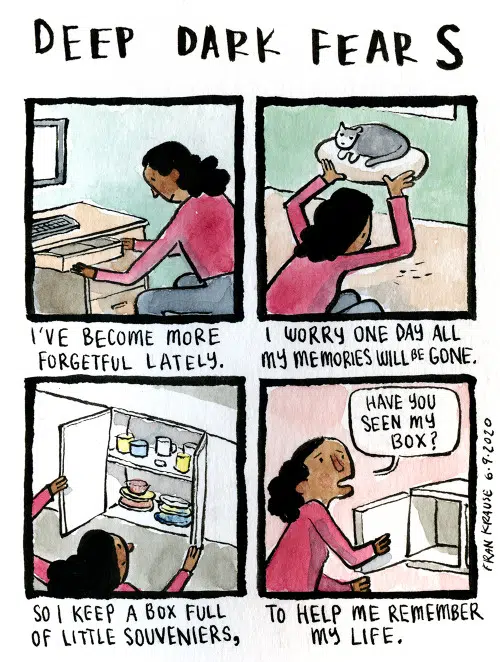 DEEP DARK FEARS
I'VE BECOME MORE
FORGETFUL LATELY.
I WORRY ONE DAY ALL
MY MEMORIES WILL BE GONE.
SO I KEEP A BOX FULL
OF LITTLE SOUVENIERS,
HAVE YOU
SEEN MY
BOX?
TO HELP ME REMEMBER
MY LIFE.
FRAN KRAUSE 6·9·2020